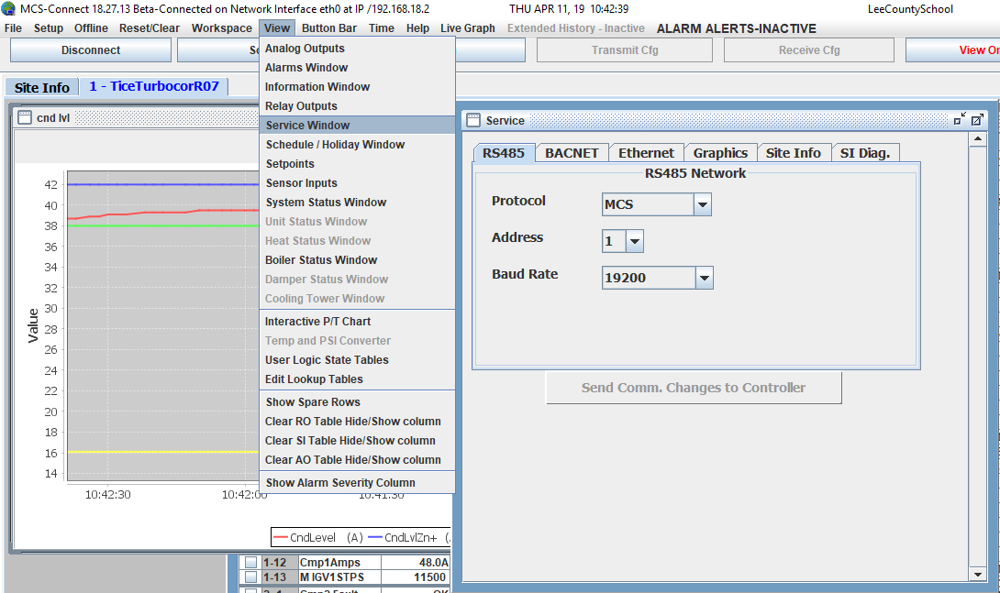 MCS-Connect 18.27.13 Beta-Connected on Network Interface eth0 at IP /192.168.18.2 THU APR 11, 19 10:42:39 LeeCountySchool
File Setup Offline Reset/Clear Workspace View Button Bar Time Help Live Graph Extended History - Inactive ALARM ALERTS-INACTIVE
Disconnect Transmit Cfg Receive Cfg
Site Info 1 - TiceTurbocorR07
cnd lvl
Value
42
40
38
36
34
32
30
28
26
24
22
20
18
16
14
10:42:30 10:42:00 10:41:30
CndLevel (A) CndLvlZn+
1-12 Cmp1Amps 48.0A
1-13 M IGV1STPS 11500
Analog Outputs
Alarms Window
Information Window
Relay Outputs
Service Window
Schedule / Holiday Window
Setpoints
Sensor Inputs
System Status Window
Unit Status Window
Heat Status Window
Boiler Status Window
Damper Status Window
Cooling Tower Window
Interactive P/T Chart
Temp and PSI Converter
User Logic State Tables
Edit Lookup Tables
Show Spare Rows
Clear RO Table Hide/Show column
Clear SI Table Hide/Show column
Clear AO Table Hide/Show column
Show Alarm Severity Column
Service
RS485 BACNET Ethernet Graphics Site Info SI Diag.
RS485 Network
Protocol MCS
Address 1
Baud Rate 19200
Send Comm. Changes to Controller